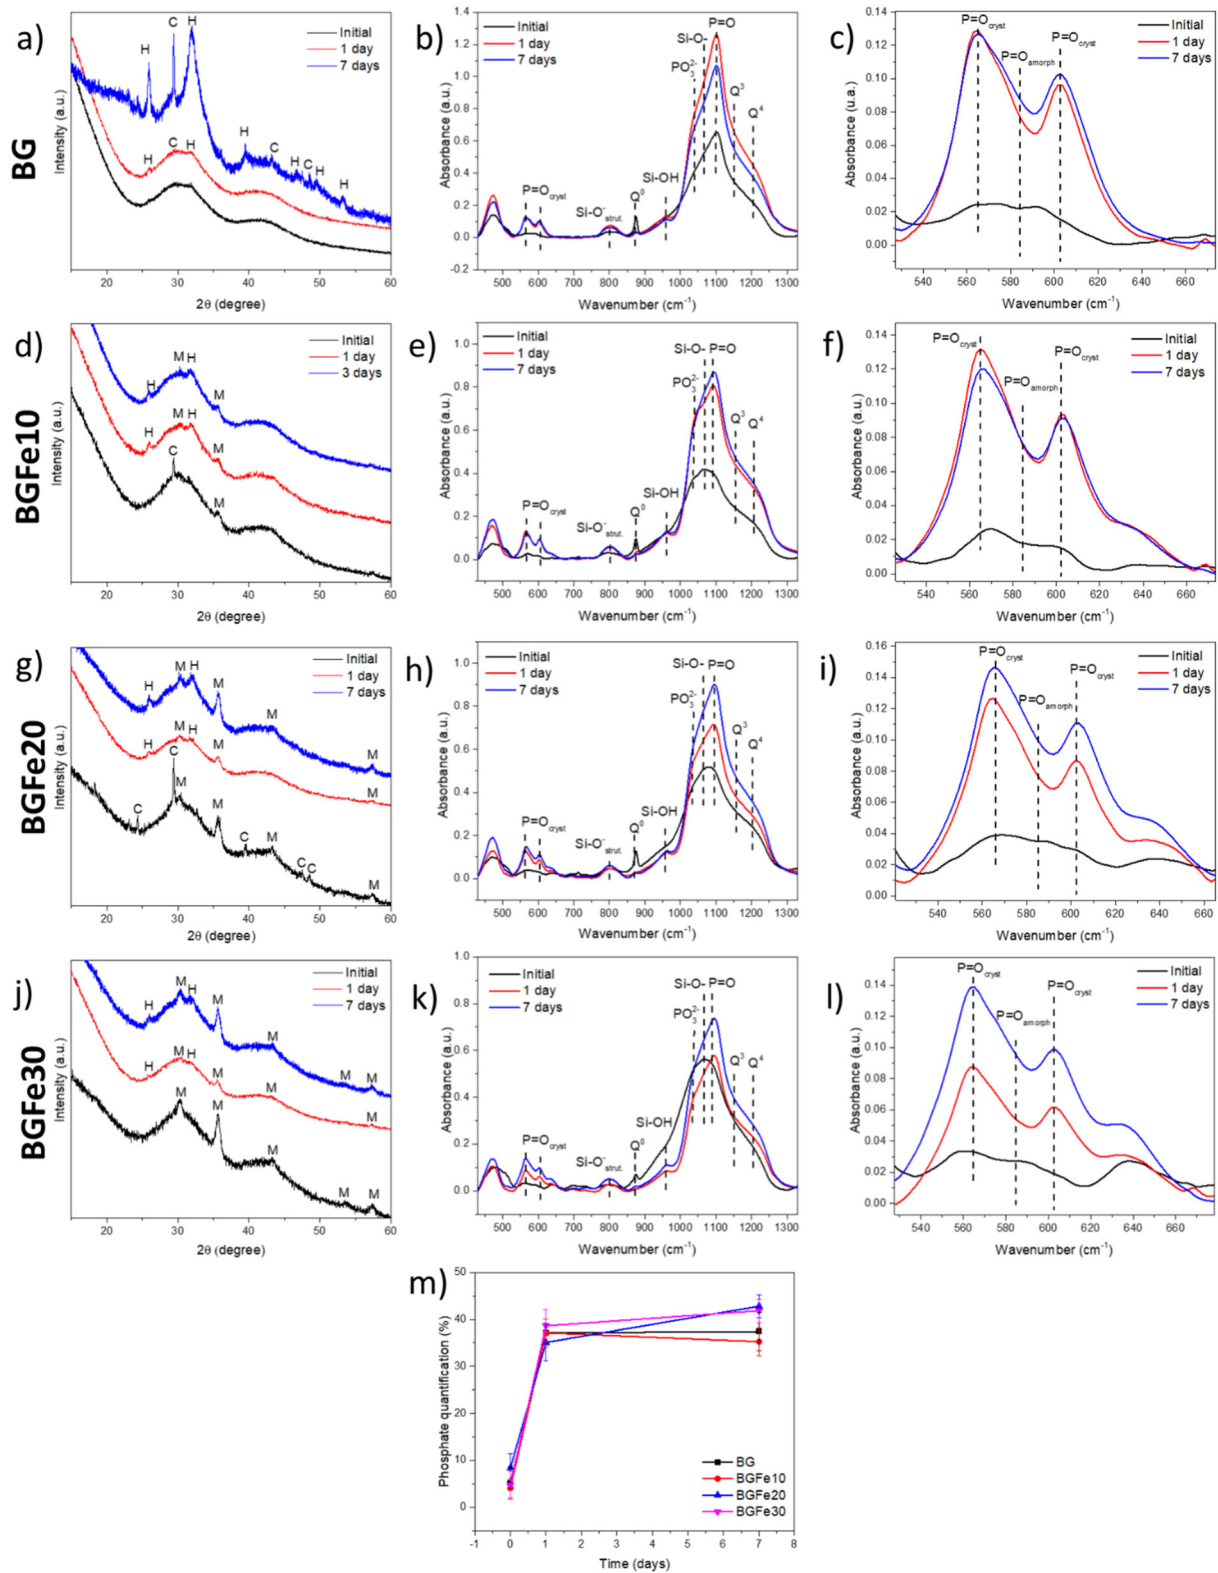 BG
a)
Intensity (a.u.)
2θ (degree)
Initial
1 day
7 days
H
C
H
C
H
H
C
H
H
C
H
H
20
30
40
50
60
b)
Absorbance (a.u.)
Wavenumber (cm⁻¹)
Initial
1 day
7 days
P=O
Si-O-
PO₃²⁻
Q³
Q⁴
Si-OH
P=Ocryst
Si-O⁻strut.
Q⁰
1.4
1.2
1.0
0.8
0.6
0.4
0.2
0.0
-0.2
500 600 700 800 900 1000 1100 1200 1300
c)
Absorbance (u.a.)
Wavenumber (cm⁻¹)
P=Ocryst
P=Oamorph
P=Ocryst
Initial
1 day
7 days
0.14
0.12
0.10
0.08
0.06
0.04
0.02
0.00
540 560 580 600 620 640 660
BGFe10
d)
Intensity (a.u.)
2θ (degree)
Initial
1 day
3 days
H
M
H
M
H
M
H
M
C
M
20
30
40
50
60
e)
Absorbance (a.u.)
Wavenumber (cm⁻¹)
Initial
1 day
7 days
Si-O-
P=O
PO₃²⁻
Q³
Q⁴
Si-OH
P=Ocryst
Si-O⁻strut.
Q⁰
1.0
0.8
0.6
0.4
0.2
0.0
500 600 700 800 900 1000 1100 1200 1300
f)
Absorbance (a.u.)
Wavenumber (cm⁻¹)
P=Ocryst
P=Oamorph
P=Ocryst
Initial
1 day
7 days
0.14
0.12
0.10
0.08
0.06
0.04
0.02
0.00
540 560 580 600 620 640 660
BGFe20
g)
Intensity (a.u.)
2θ (degree)
Initial
1 day
7 days
H
M
H
M
M
M
H
M
H
M
M
C
C
M
M
C
M
C
C
M
20
30
40
50
60
h)
Absorbance (a.u.)
Wavenumber (cm⁻¹)
Initial
1 day
7 days
Si-O-
P=O
PO₃²⁻
Q³
Q⁴
Si-OH
P=Ocryst
Si-O⁻strut.
Q⁰
1.0
0.8
0.6
0.4
0.2
0.0
500 600 700 800 900 1000 1100 1200 1300
i)
Absorbance (a.u.)
Wavenumber (cm⁻¹)
P=Ocryst
P=Oamorph
P=Ocryst
Initial
1 day
7 days
0.16
0.14
0.12
0.10
0.08
0.06
0.04
0.02
0.00
540 560 580 600 620 640 660
BGFe30
j)
Intensity (a.u.)
2θ (degree)
Initial
1 day
7 days
H
M
H
M
M
M
M
H
M
H
M
M
M
M
M
M
M
M
20
30
40
50
60
k)
Absorbance (a.u.)
Wavenumber (cm⁻¹)
Initial
1 day
7 days
Si-O-
P=O
PO₃²⁻
Q³
Q⁴
Si-OH
P=Ocryst
Si-O⁻strut.
Q⁰
1.0
0.8
0.6
0.4
0.2
0.0
500 600 700 800 900 1000 1100 1200 1300
l)
Absorbance (a.u.)
Wavenumber (cm⁻¹)
P=Ocryst
P=Oamorph
P=Ocryst
Initial
1 day
7 days
0.14
0.12
0.10
0.08
0.06
0.04
0.02
0.00
540 560 580 600 620 640 660
m)
Phosphate quantification (%)
Time (days)
BG
BGFe10
BGFe20
BGFe30
50
40
30
20
10
0
-1 0 1 2 3 4 5 6 7 8